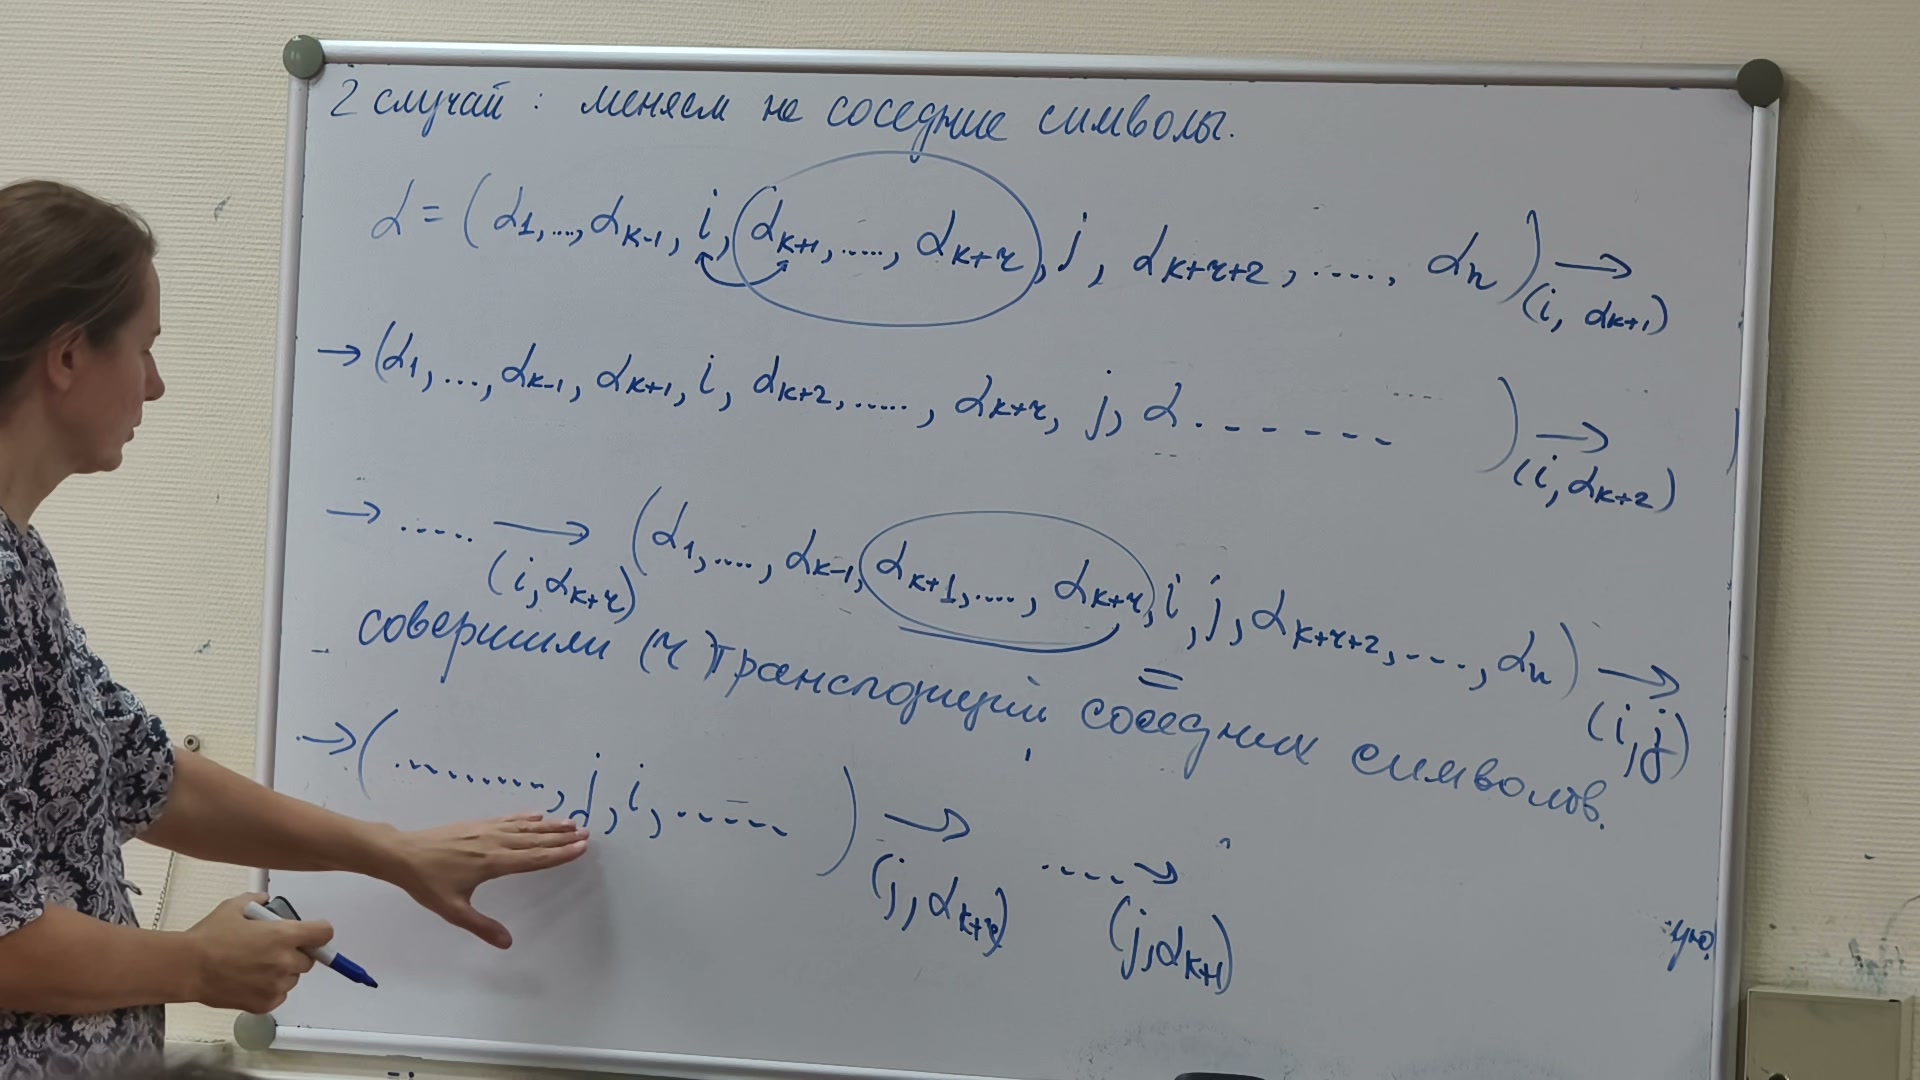 2 случай: меняем не соседние символы.
α = (α₁, ..., αₖ₋₁, i, αₖ₊₁, ....., αₖ₊ᵣ, j, αₖ₊ᵣ₊₂, ....., αₙ) → (i, αₖ₊₁)
→ (α₁, ..., αₖ₋₁, αₖ₊₁, i, αₖ₊₂, ....., αₖ₊ᵣ, j, α . - - - - - -) → (i, αₖ₊₂)
→ ..... → (i, αₖ₊ᵣ) (α₁, ...., αₖ₋₁, αₖ₊₁, ....., αₖ₊ᵣ, i, j, αₖ₊ᵣ₊₂, ...., αₙ) → (i, j)
- совершили (r) транспозиций соседних символов.
→ (.........., j, i, .......) → (j, αₖ₊ᵣ) ..... → (j, αₖ₊₁)